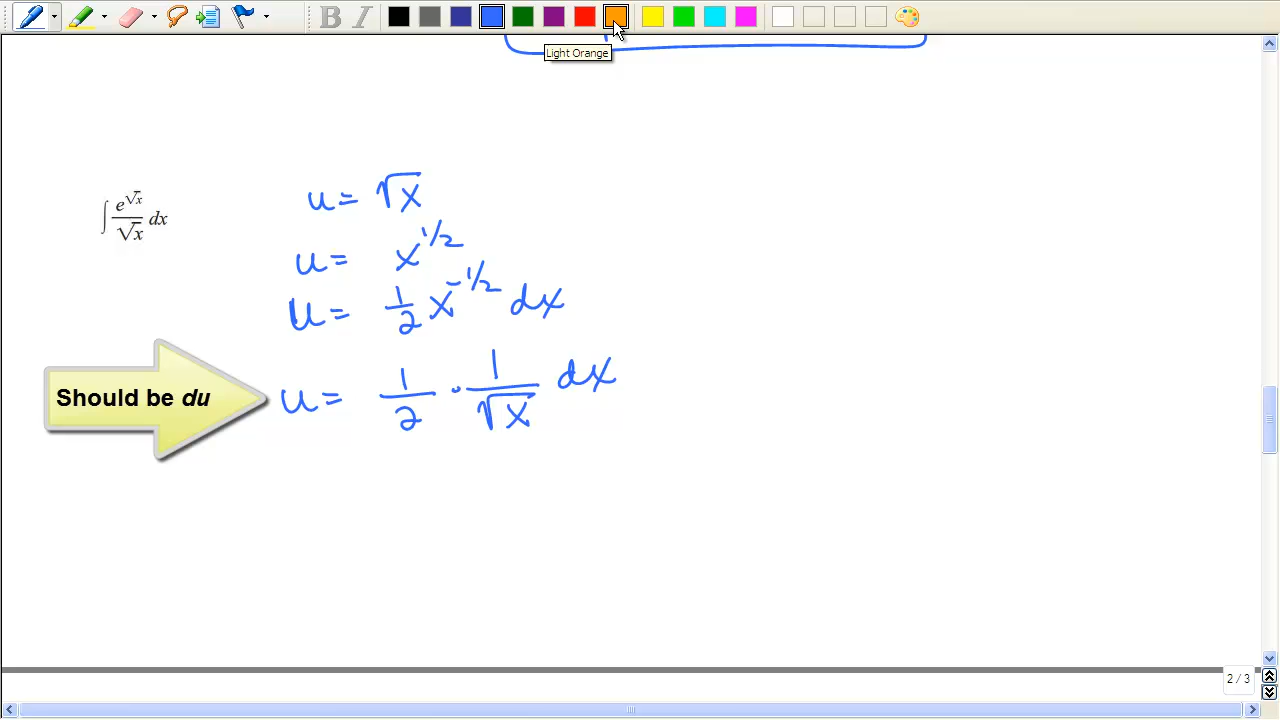 B I
Light Orange
∫ e^√x / √x dx
u = √x
u = x^1/2
u = 1/2 x^-1/2 dx
Should be du
u = 1/2 · 1/√x dx
2 / 3